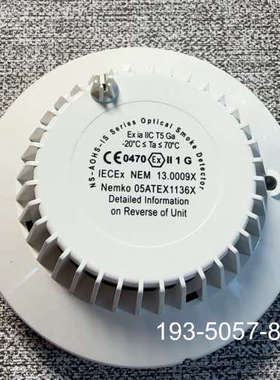 NS-AOHS-IS Series Optical Smoke Detector
Ex ia IIC T5 Ga
-20°C ≤ Ta ≤ 70°C
CE 0470 Ex II 1 G
IECEx NEM 13.0009X
Nemko 05ATEX1136X
Detailed Information
on Reverse of Unit
193-5057-8